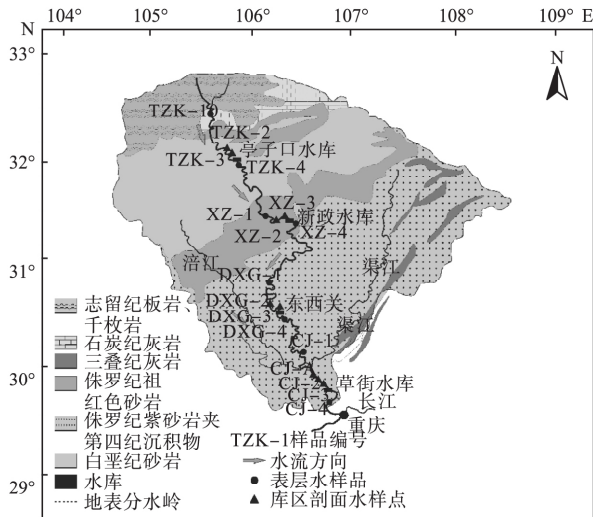 104° 105° 106° 107° 108° 109° E
N
33°
32°
31°
30°
29°
N
TZK-10
TZK-2
TZK-3
亭子口水库
TZK-4
XZ-3
XZ-1
新政水库
XZ-2
XZ-4
涪江
渠江
DXG-1
DXG-2
东西关
DXG-3
DXG-4
渠江
CJ-1
CJ-2
草街水库
CJ-3
CJ-4
长江
重庆
志留纪板岩、
千枚岩
石炭纪灰岩
三叠纪灰岩
侏罗纪祖
红色砂岩
侏罗纪紫砂岩夹
第四纪沉积物
白垩纪砂岩
水库
地表分水岭
TZK-1样品编号
水流方向
表层水样品
库区剖面水样点